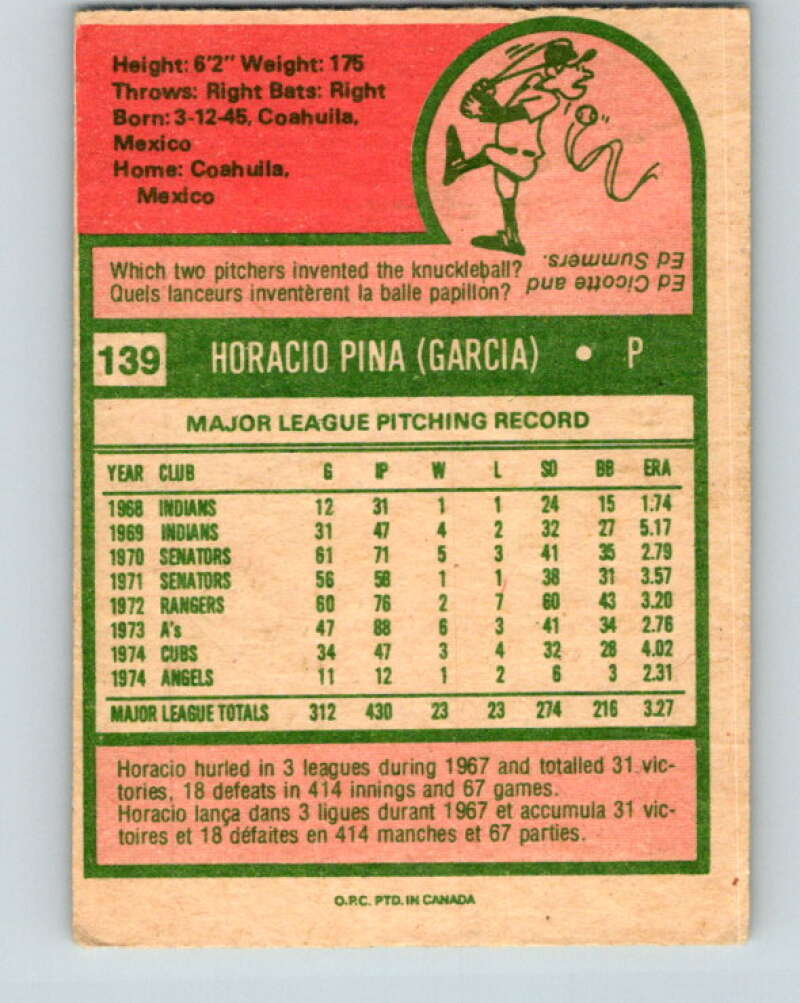 Height: 6'2" Weight: 175
Throws: Right Bats: Right
Born: 3-12-45, Coahuila,
Mexico
Home: Coahuila,
Mexico
Which two pitchers invented the knuckleball?
Quels lanceurs inventèrent la balle papillon?
Ed Cicotte and
Ed Summers.
139 HORACIO PINA (GARCIA) • P
MAJOR LEAGUE PITCHING RECORD
YEAR CLUB G IP W L SO BB ERA
1968 INDIANS 12 31 1 1 24 15 1.74
1969 INDIANS 31 47 4 2 32 27 5.17
1970 SENATORS 61 71 5 3 41 35 2.79
1971 SENATORS 56 58 1 1 38 31 3.57
1972 RANGERS 60 76 2 7 60 43 3.20
1973 A's 47 88 6 3 41 34 2.76
1974 CUBS 34 47 3 4 32 28 4.02
1974 ANGELS 11 12 1 2 6 3 2.31
MAJOR LEAGUE TOTALS 312 430 23 23 274 216 3.27
Horacio hurled in 3 leagues during 1967 and totalled 31 vic-
tories, 18 defeats in 414 innings and 67 games.
Horacio lança dans 3 ligues durant 1967 et accumula 31 vic-
toires et 18 défaites en 414 manches et 67 parties.
O.P.C. PTD. IN CANADA